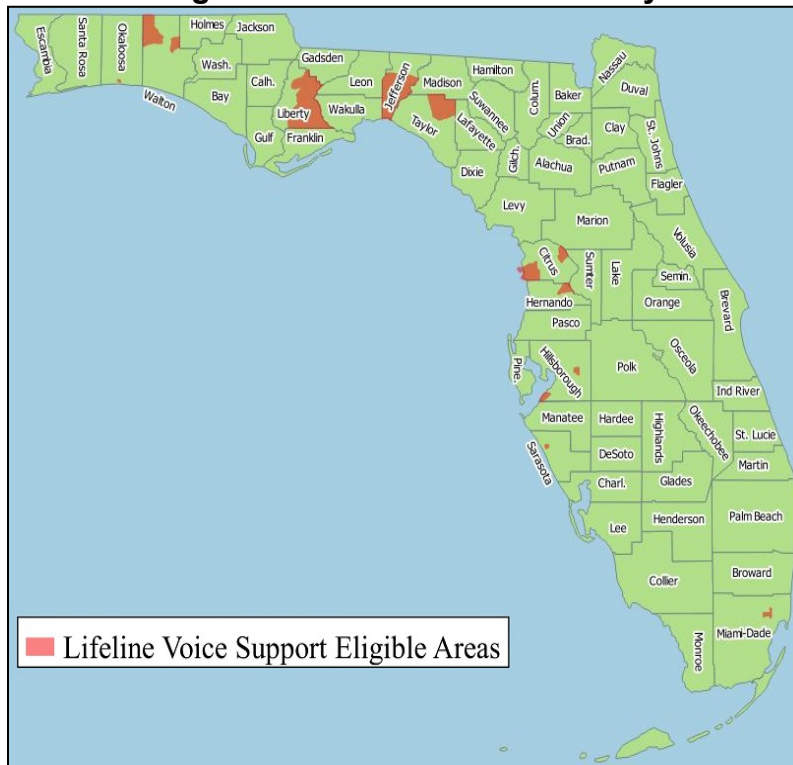 Escambia
Santa Rosa
Okaloosa
Walton
Holmes
Jackson
Wash.
Bay
Calh.
Gulf
Gadsden
Liberty
Franklin
Leon
Wakulla
Jefferson
Madison
Taylor
Hamilton
Suwannee
Lafayette
Dixie
Colum.
Gilch.
Baker
Union
Brad.
Alachua
Levy
Nassau
Duval
Clay
St. Johns
Putnam
Flagler
Marion
Volusia
Citrus
Sumter
Lake
Semin.
Orange
Brevard
Hernando
Pasco
Pine.
Hillsborough
Polk
Osceola
Ind River
Manatee
Hardee
Highlands
Okeechobee
St. Lucie
Sarasota
DeSoto
Martin
Charl.
Glades
Lee
Henderson
Palm Beach
Collier
Broward
Monroe
Miami-Dade
Lifeline Voice Support Eligible Areas